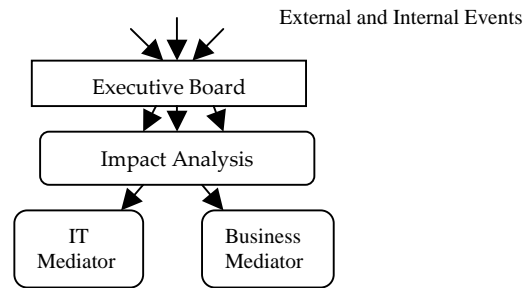 External and Internal Events
Executive Board
Impact Analysis
IT
Mediator
Business
Mediator